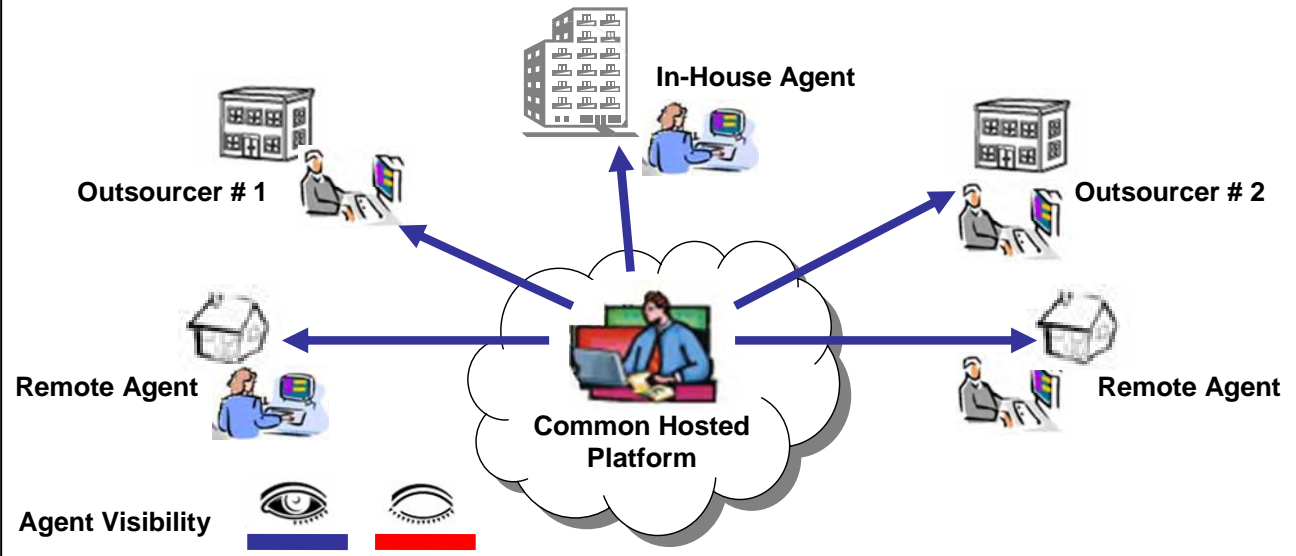 In-House Agent
Outsourcer # 1
Outsourcer # 2
Remote Agent
Remote Agent
Common Hosted
Platform
Agent Visibility